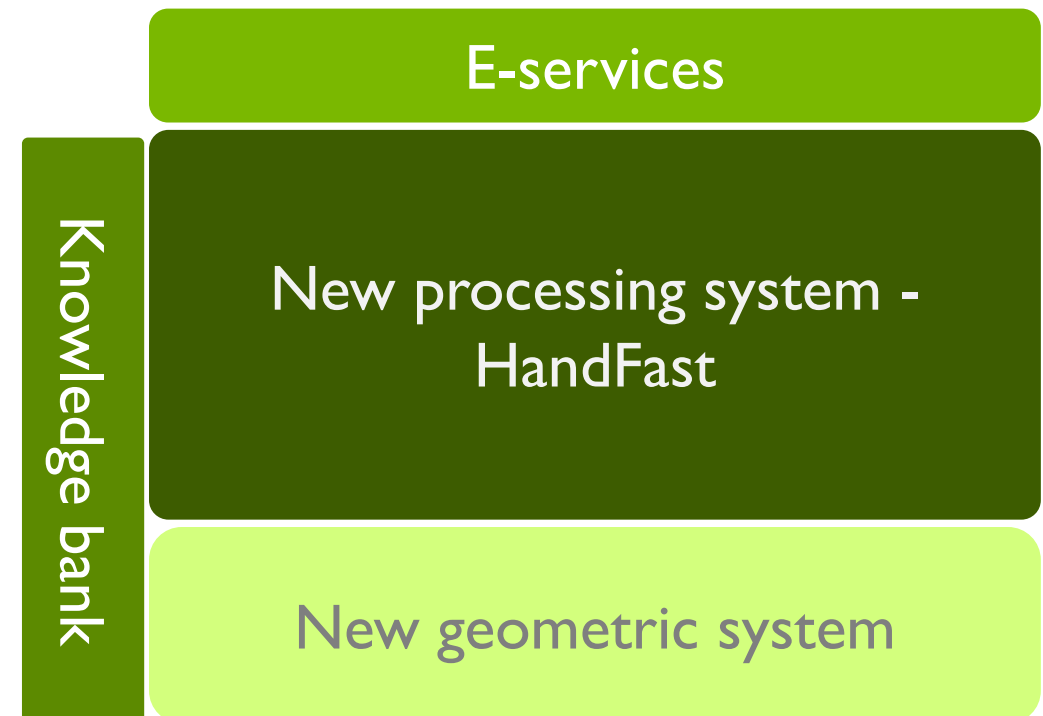 E-services
Knowledge bank
New processing system -
HandFast
New geometric system